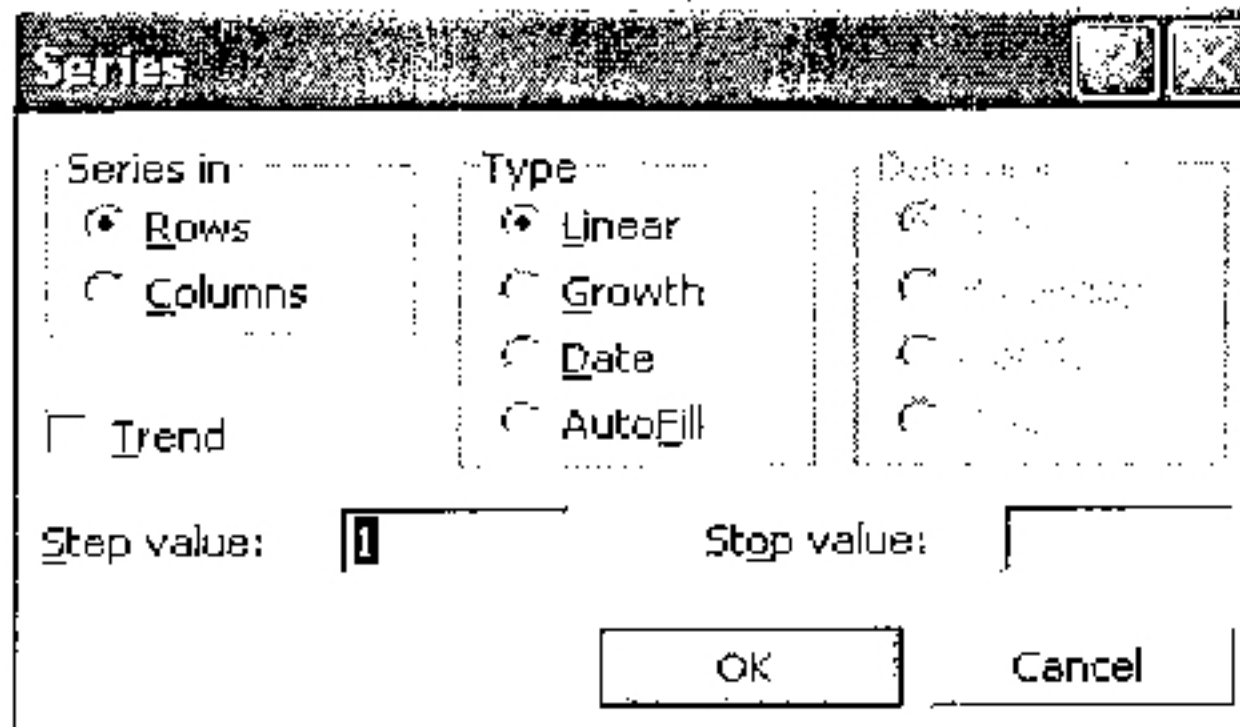 Series
Series in
Rows
Columns
Trend
Type
Linear
Growth
Date
AutoFill
Step value: 1
Stop value:
OK
Cancel